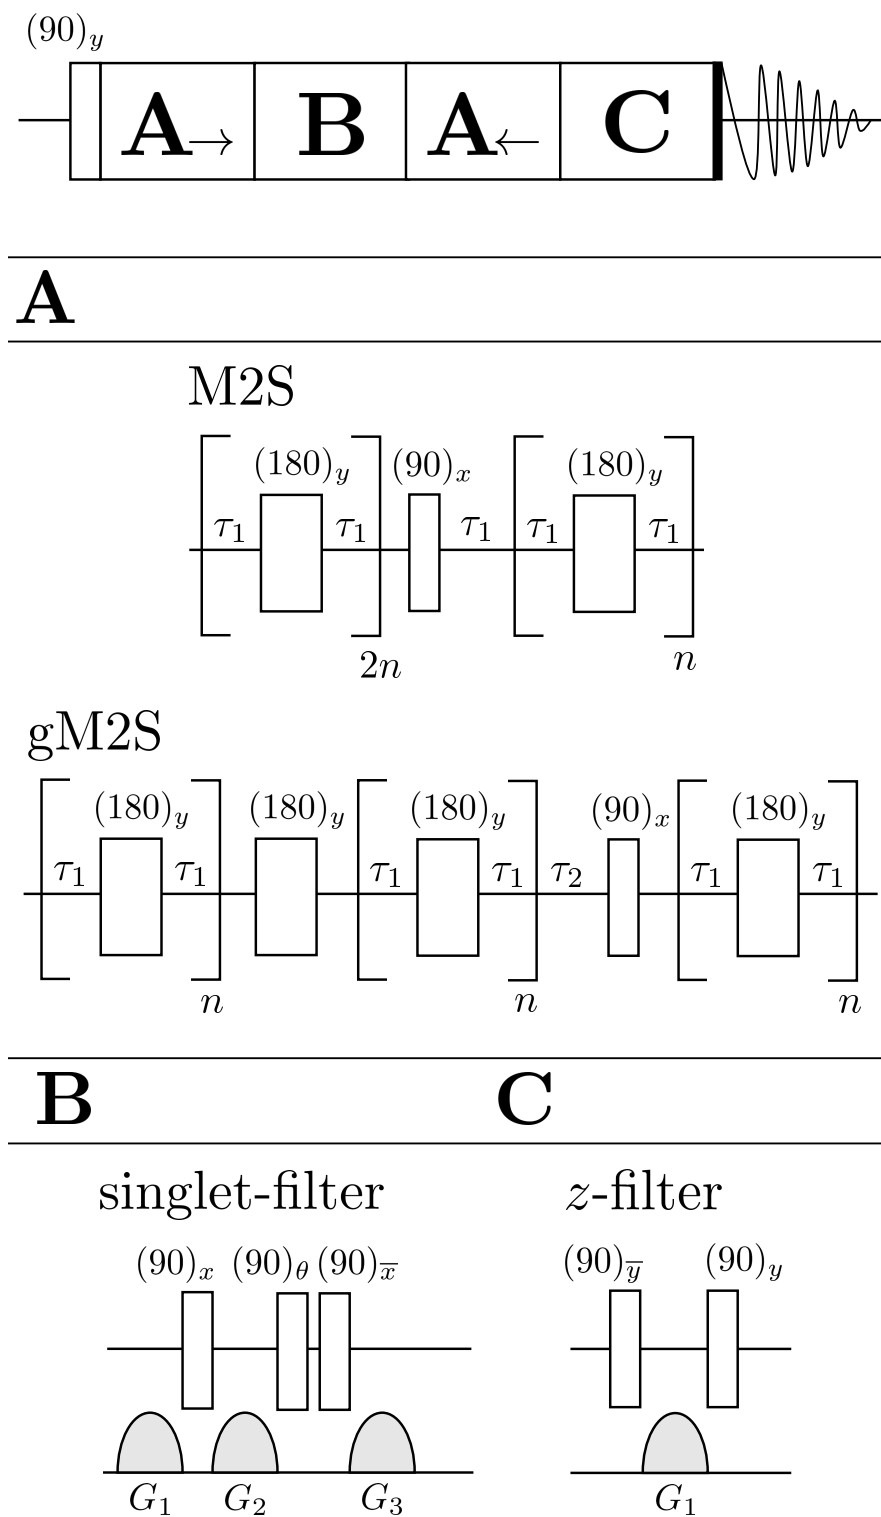 (90)y
A→ B A← C
A
M2S
(180)y (90)x (180)y
τ1 τ1 τ1 τ1 τ1
2n n
gM2S
(180)y (180)y (180)y (90)x (180)y
τ1 τ1 τ1 τ1 τ2 τ1 τ1
n n n
B C
singlet-filter z-filter
(90)x (90)θ (90)x̅ (90)y̅ (90)y
G1 G2 G3 G1